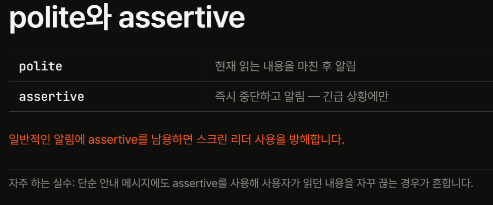 polite와 assertive
polite 현재 읽는 내용을 마친 후 알림
assertive 즉시 중단하고 알림 — 긴급 상황에만
일반적인 알림에 assertive를 남용하면 스크린 리더 사용을 방해합니다.
자주 하는 실수: 단순 안내 메시지에도 assertive를 사용해 사용자가 읽던 내용을 자꾸 끊는 경우가 흔합니다.